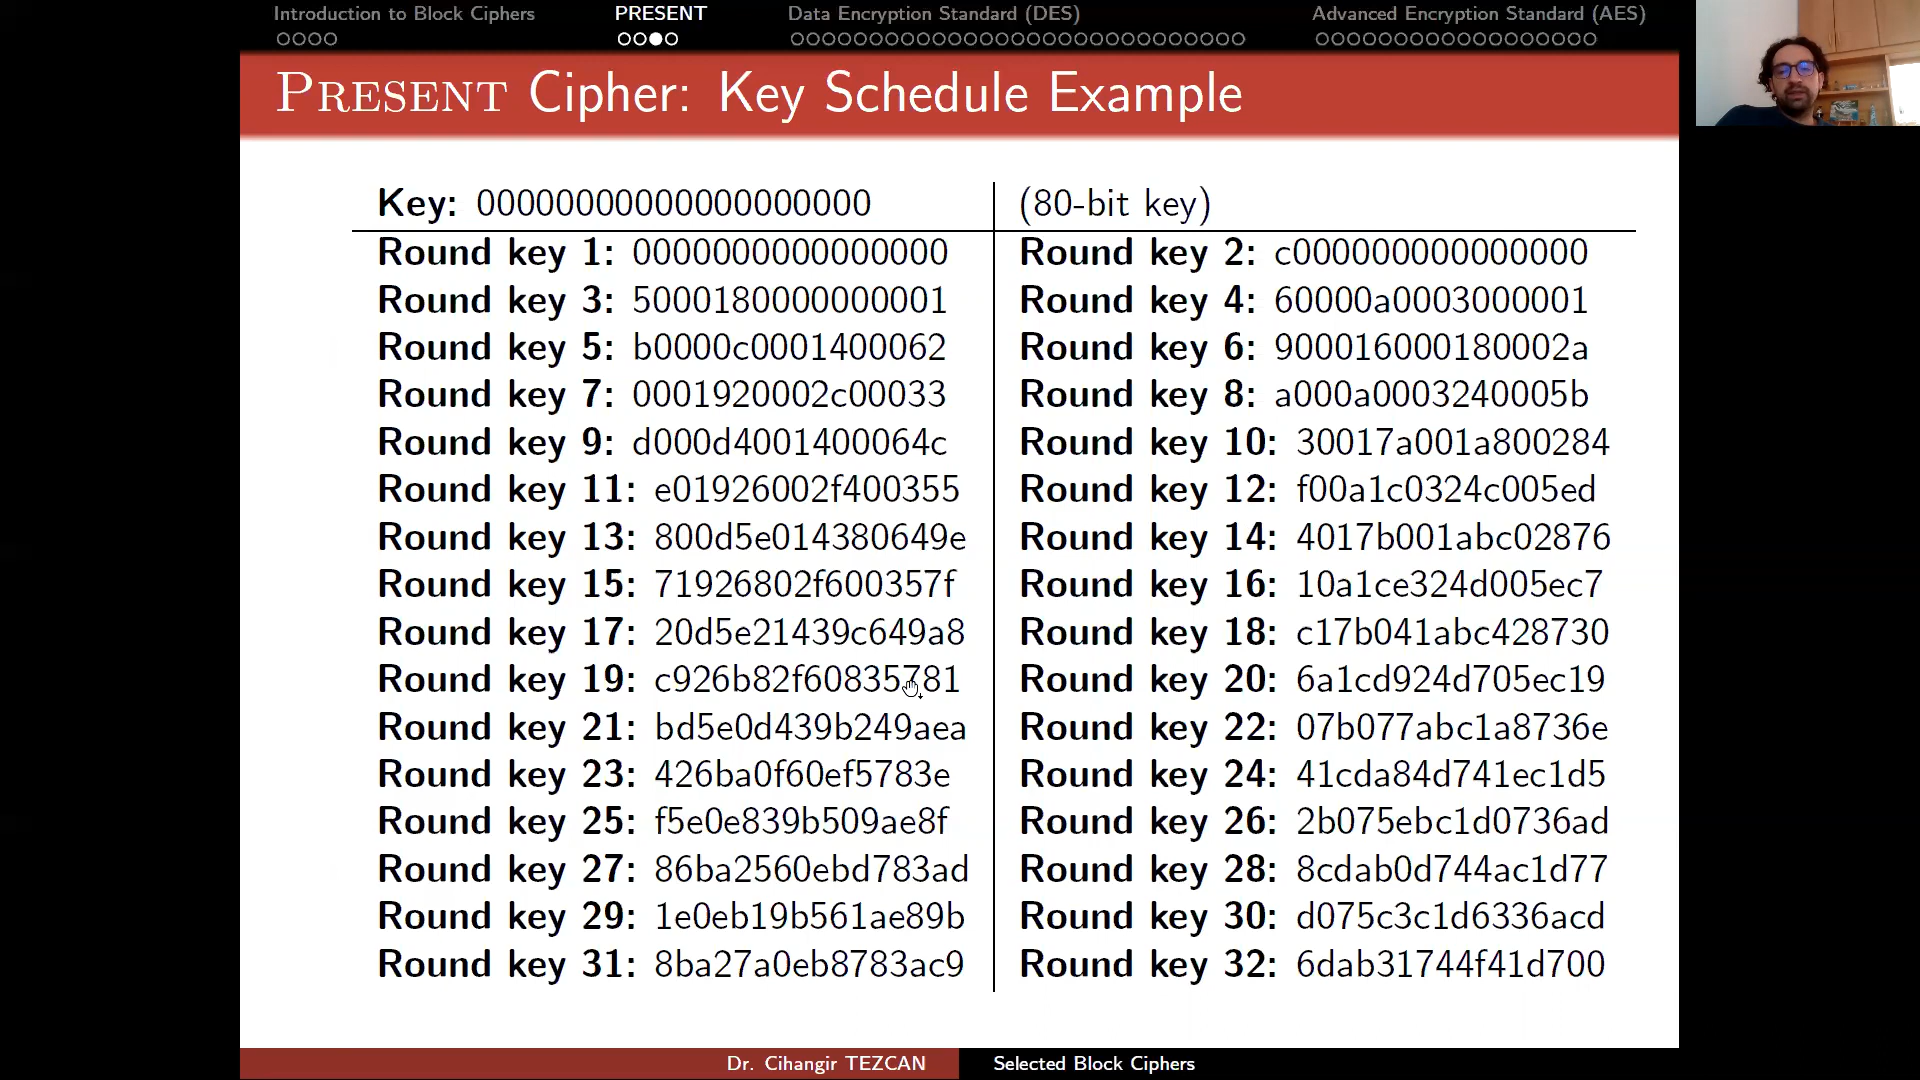 Introduction to Block Ciphers PRESENT Data Encryption Standard (DES) Advanced Encryption Standard (AES)
PRESENT Cipher: Key Schedule Example
Key: 00000000000000000000 (80-bit key)
Round key 1: 0000000000000000 Round key 2: c000000000000000
Round key 3: 5000180000000001 Round key 4: 60000a0003000001
Round key 5: b0000c0001400062 Round key 6: 900016000180002a
Round key 7: 0001920002c00033 Round key 8: a000a0003240005b
Round key 9: d000d4001400064c Round key 10: 30017a001a800284
Round key 11: e01926002f400355 Round key 12: f00a1c0324c005ed
Round key 13: 800d5e014380649e Round key 14: 4017b001abc02876
Round key 15: 71926802f600357f Round key 16: 10a1ce324d005ec7
Round key 17: 20d5e21439c649a8 Round key 18: c17b041abc428730
Round key 19: c926b82f60835781 Round key 20: 6a1cd924d705ec19
Round key 21: bd5e0d439b249aea Round key 22: 07b077abc1a8736e
Round key 23: 426ba0f60ef5783e Round key 24: 41cda84d741ec1d5
Round key 25: f5e0e839b509ae8f Round key 26: 2b075ebc1d0736ad
Round key 27: 86ba2560ebd783ad Round key 28: 8cdab0d744ac1d77
Round key 29: 1e0eb19b561ae89b Round key 30: d075c3c1d6336acd
Round key 31: 8ba27a0eb8783ac9 Round key 32: 6dab31744f41d700
Dr. Cihangir TEZCAN Selected Block Ciphers